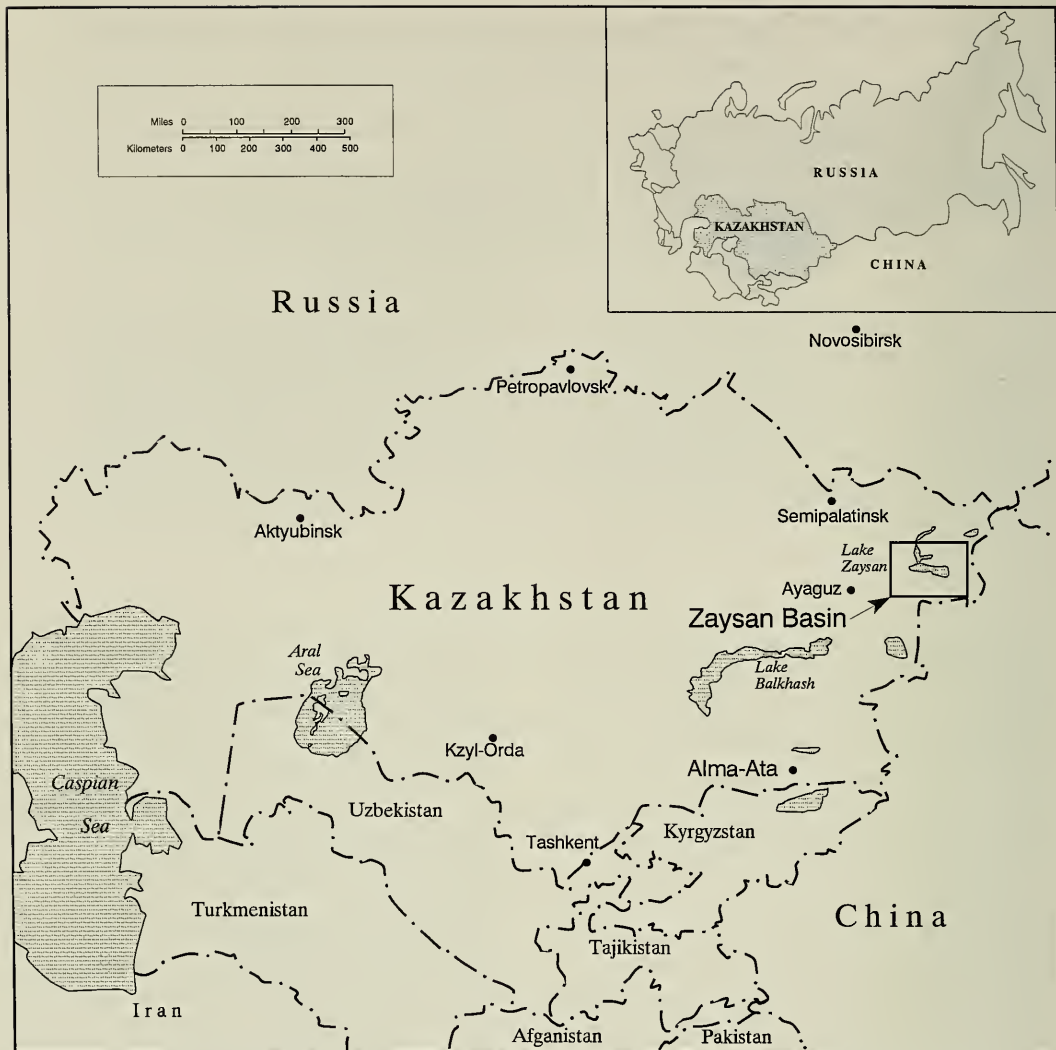 Miles 0 100 200 300
Kilometers 0 100 200 300 400 500
RUSSIA
KAZAKHSTAN
CHINA
Russia
Novosibirsk
Petropavlovsk
Semipalatinsk
Aktyubinsk
Lake
Zaysan
Ayaguz
Kazakhstan
Zaysan Basin
Aral
Sea
Lake
Balkhash
Kzyl-Orda
Alma-Ata
Caspian
Sea
Uzbekistan
Kyrgyzstan
Tashkent
Turkmenistan
China
Tajikistan
Iran
Afganistan
Pakistan